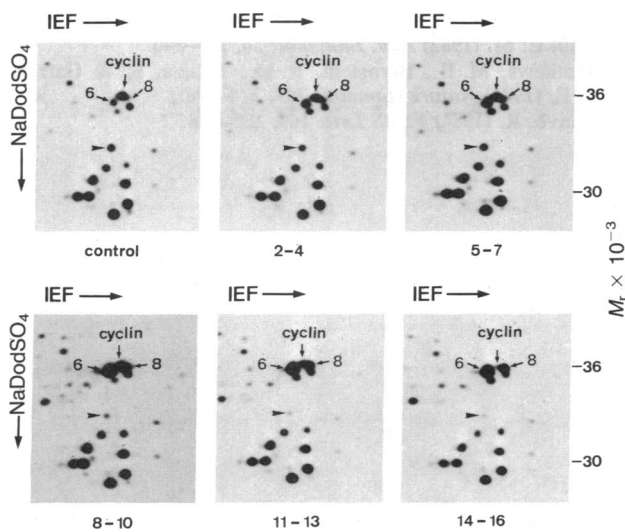 IEF → IEF → IEF →
←NaDodSO₄
cyclin cyclin cyclin
6 8 6 8 6 8
–36
–30
control 2–4 5–7
Mr × 10⁻³
IEF → IEF → IEF →
←NaDodSO₄
cyclin cyclin cyclin
6 8 6 8 6 8
–36
–30
8–10 11–13 14–16